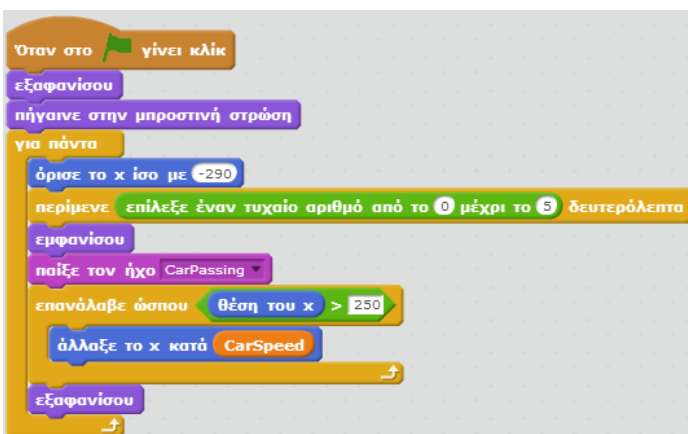 Όταν στο γίνει κλίκ
εξαφανίσου
πήγαινε στην μπροστινή στρώση
για πάντα
όρισε το x ίσο με -290
περίμενε επίλεξε έναν τυχαίο αριθμό από το 0 μέχρι το 5 δευτερόλεπτα
εμφανίσου
παίξε τον ήχο CarPassing
επανάλαβε ώσπου θέση του x > 250
άλλαξε το x κατά CarSpeed
εξαφανίσου